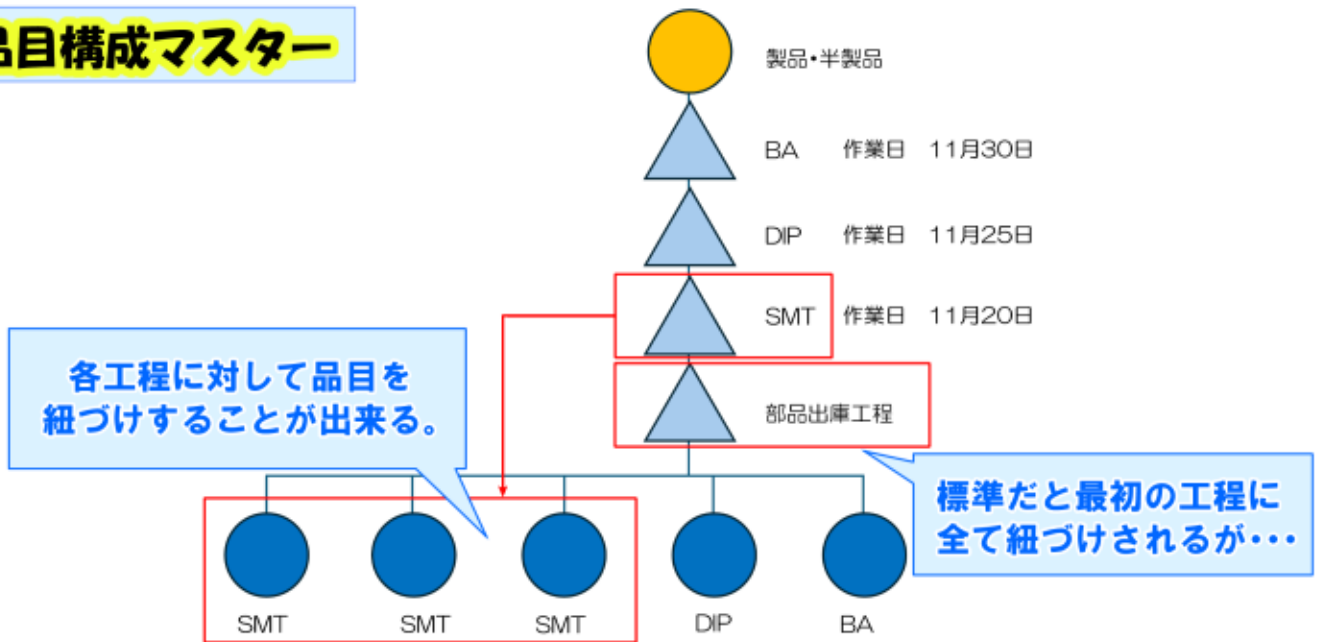 品目構成マスター
製品・半製品
BA 作業日 11月30日
DIP 作業日 11月25日
SMT 作業日 11月20日
部品出庫工程
各工程に対して品目を
紐づけすることが出来る。
標準だと最初の工程に
全て紐づけされるが・・・
SMT SMT SMT DIP BA